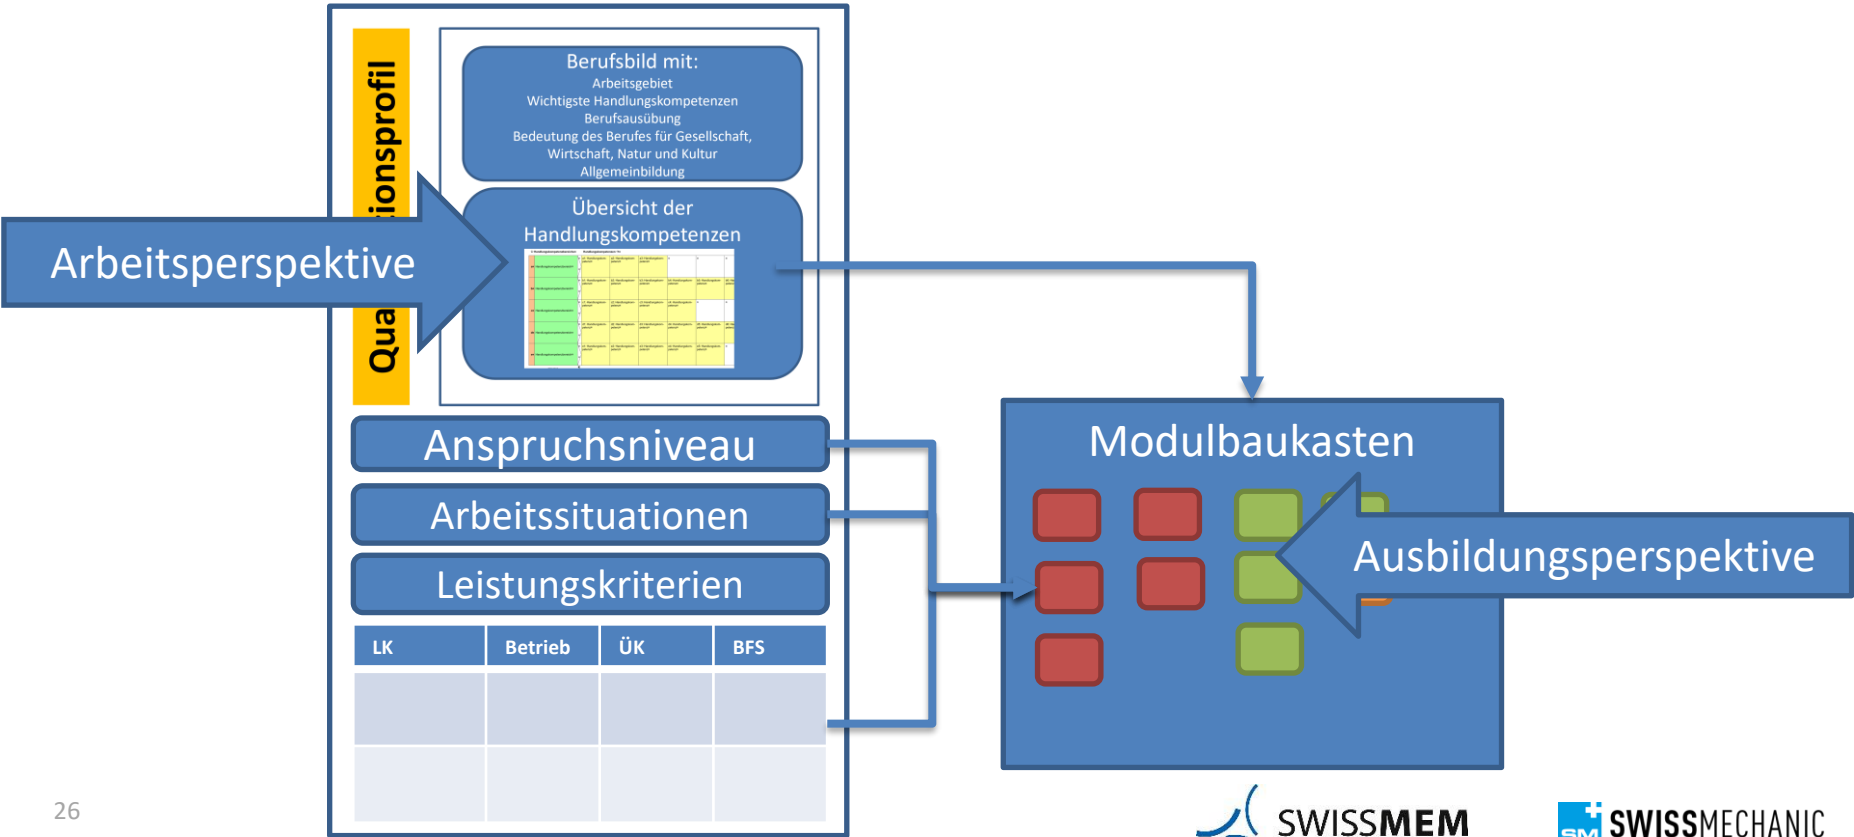 Qua
ionsprofil
Berufsbild mit:
Arbeitsgebiet
Wichtigste Handlungskompetenzen
Berufsausübung
Bedeutung des Berufes für Gesellschaft,
Wirtschaft, Natur und Kultur
Allgemeinbildung
Übersicht der
Handlungskompetenzen
Arbeitsperspektive
Anspruchsniveau
Arbeitssituationen
Leistungskriterien
LK Betrieb ÜK BFS
Modulbaukasten
Ausbildungsperspektive
26
SWISSMEM
SM SWISSMECHANIC